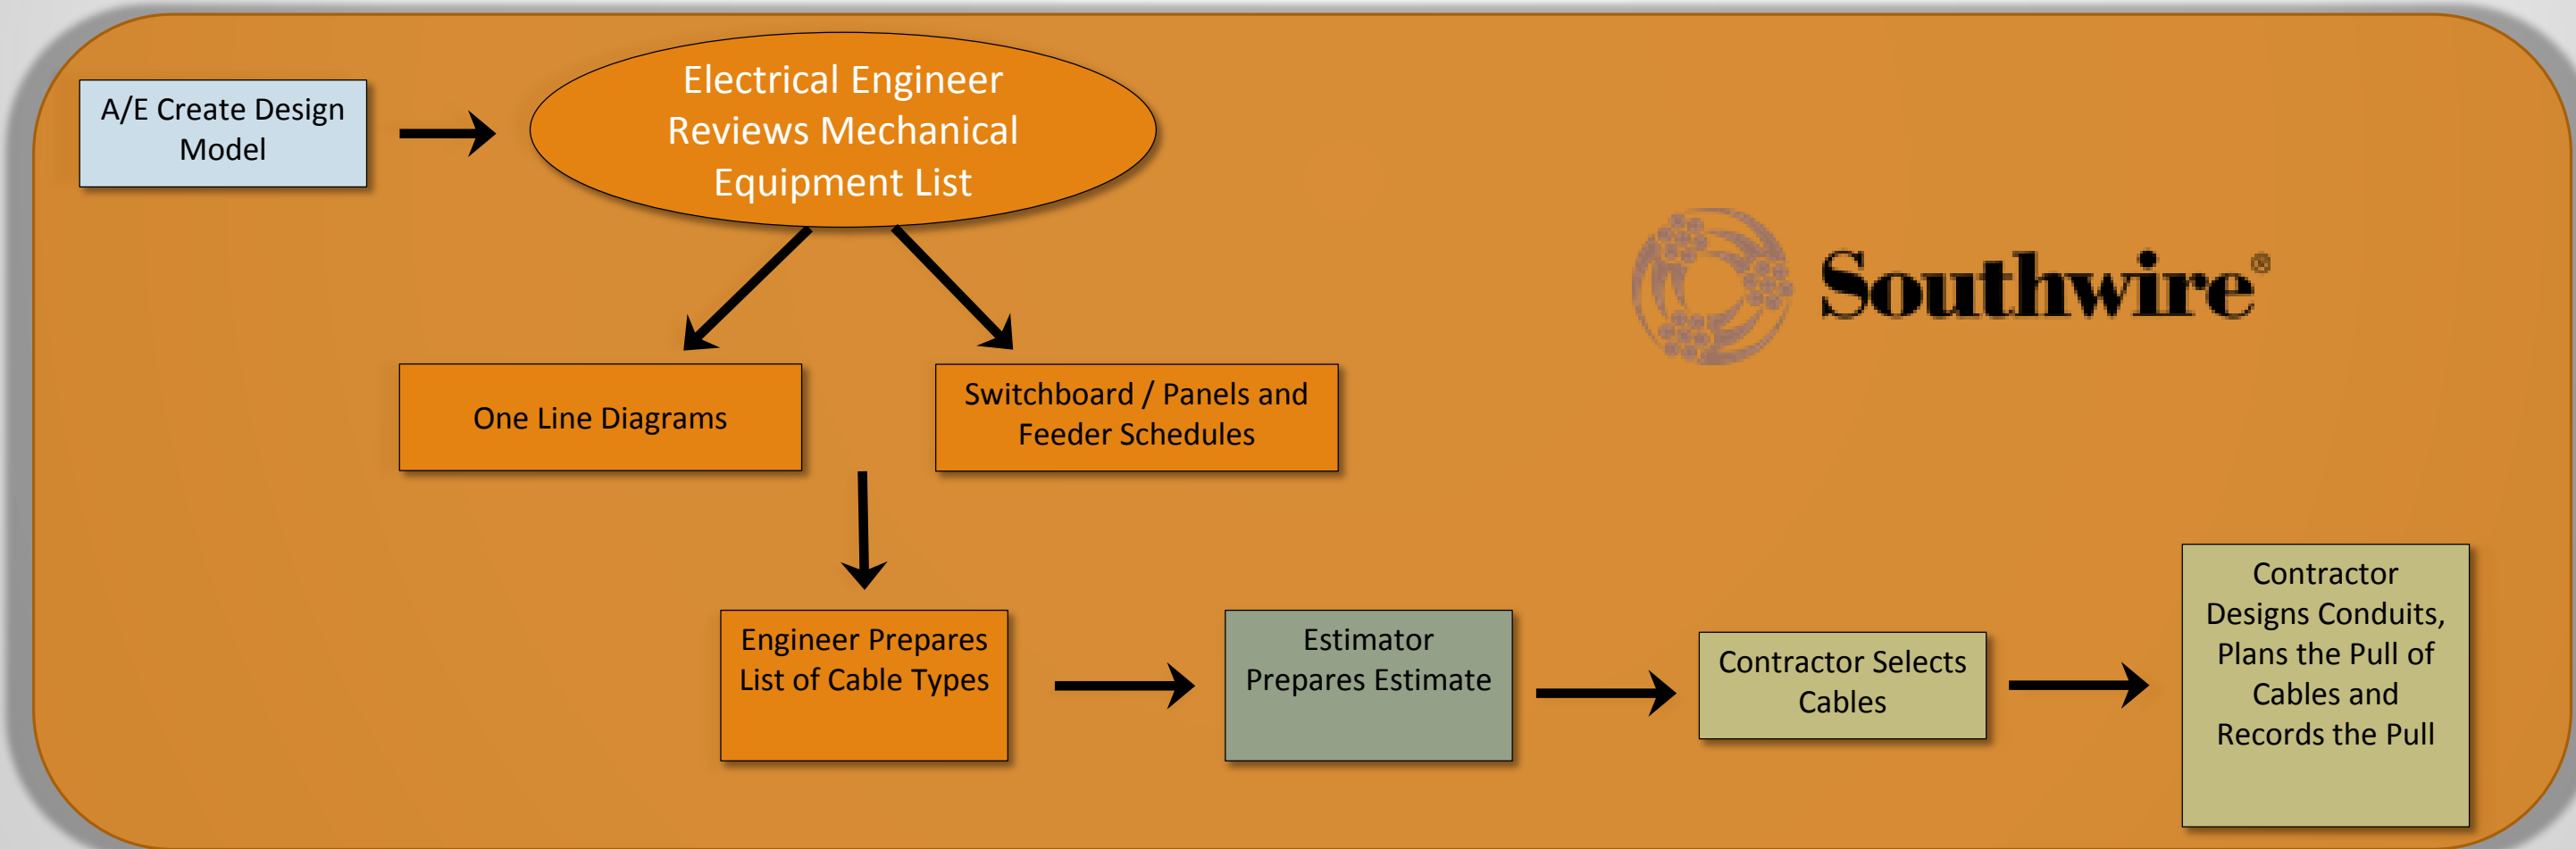 A/E Create Design
Model
Electrical Engineer
Reviews Mechanical
Equipment List
Southwire®
One Line Diagrams
Switchboard / Panels and
Feeder Schedules
Engineer Prepares
List of Cable Types
Estimator
Prepares Estimate
Contractor Selects
Cables
Contractor
Designs Conduits,
Plans the Pull of
Cables and
Records the Pull